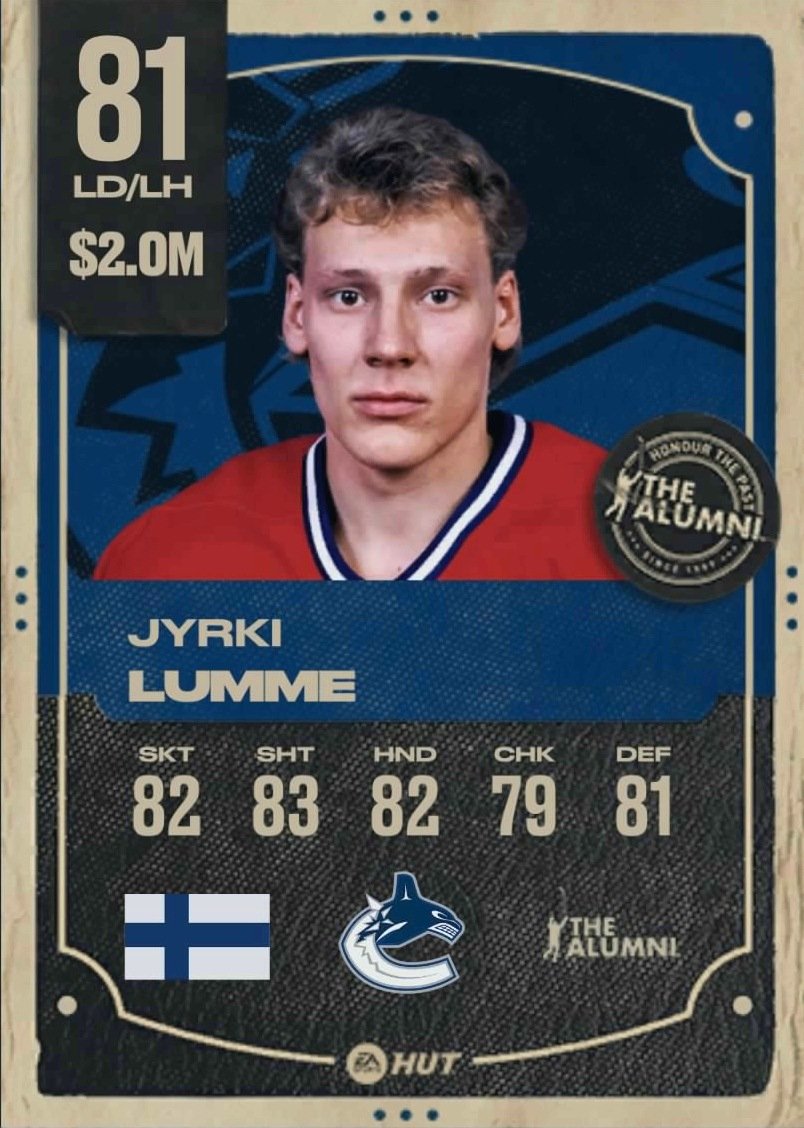 81
LD/LH
$2.0M
HONOUR THE PAST
THE
ALUMNI
JYRKI
LUMME
SKT SHT HND CHK DEF
82 83 82 79 81
THE
ALUMNI
EA
HUT